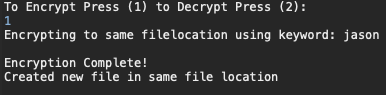 To Encrypt Press (1) to Decrypt Press (2):
1
Encrypting to same filelocation using keyword: jason
Encryption Complete!
Created new file in same file location